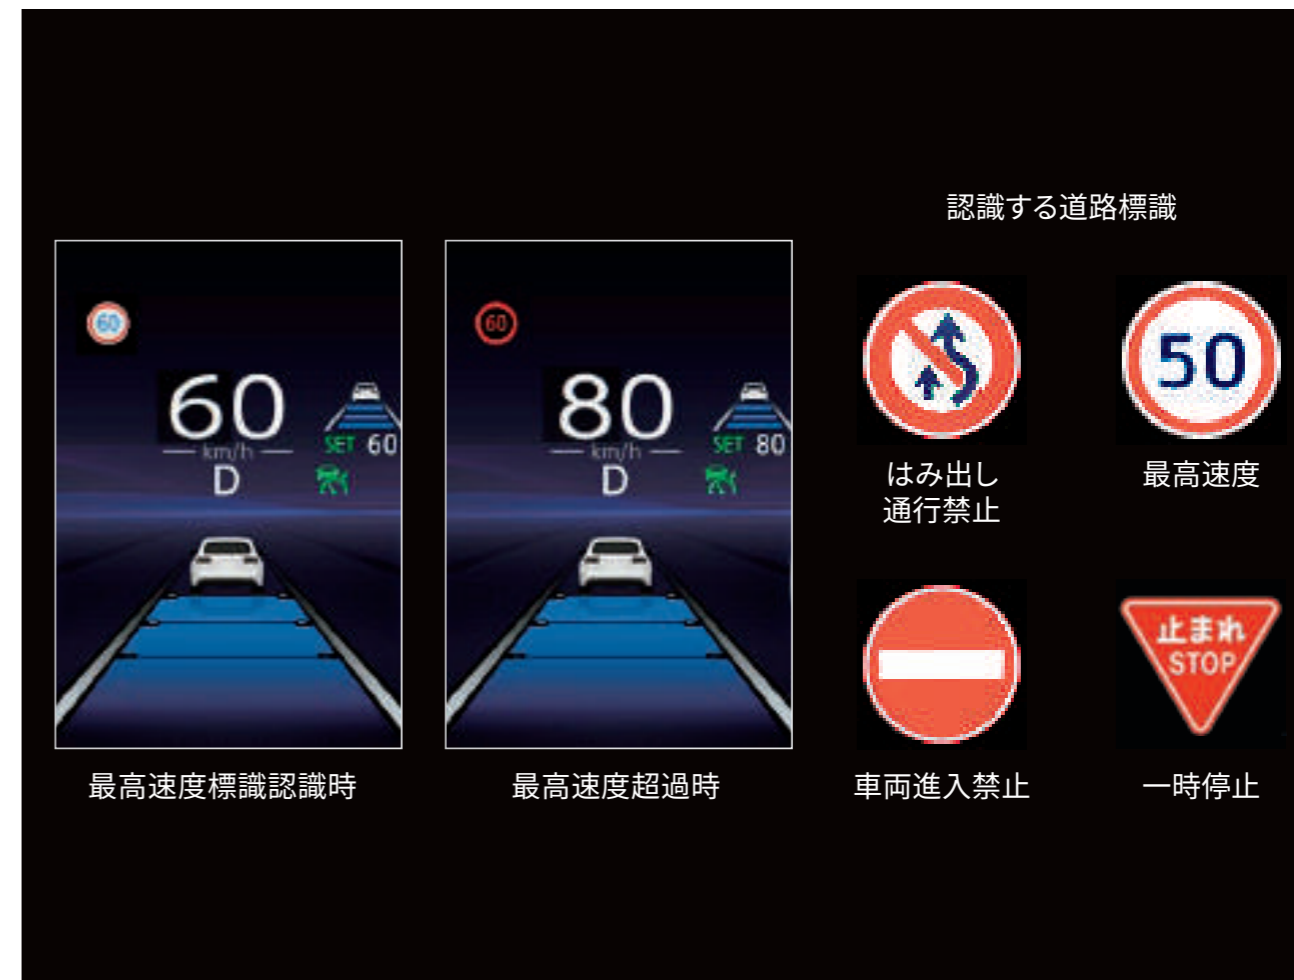 認識する道路標識
60
60
km/h
D
SET 60
最高速度標識認識時
60
80
km/h
D
SET 80
最高速度超過時
はみ出し
通行禁止
50
最高速度
車両進入禁止
止まれ
STOP
一時停止